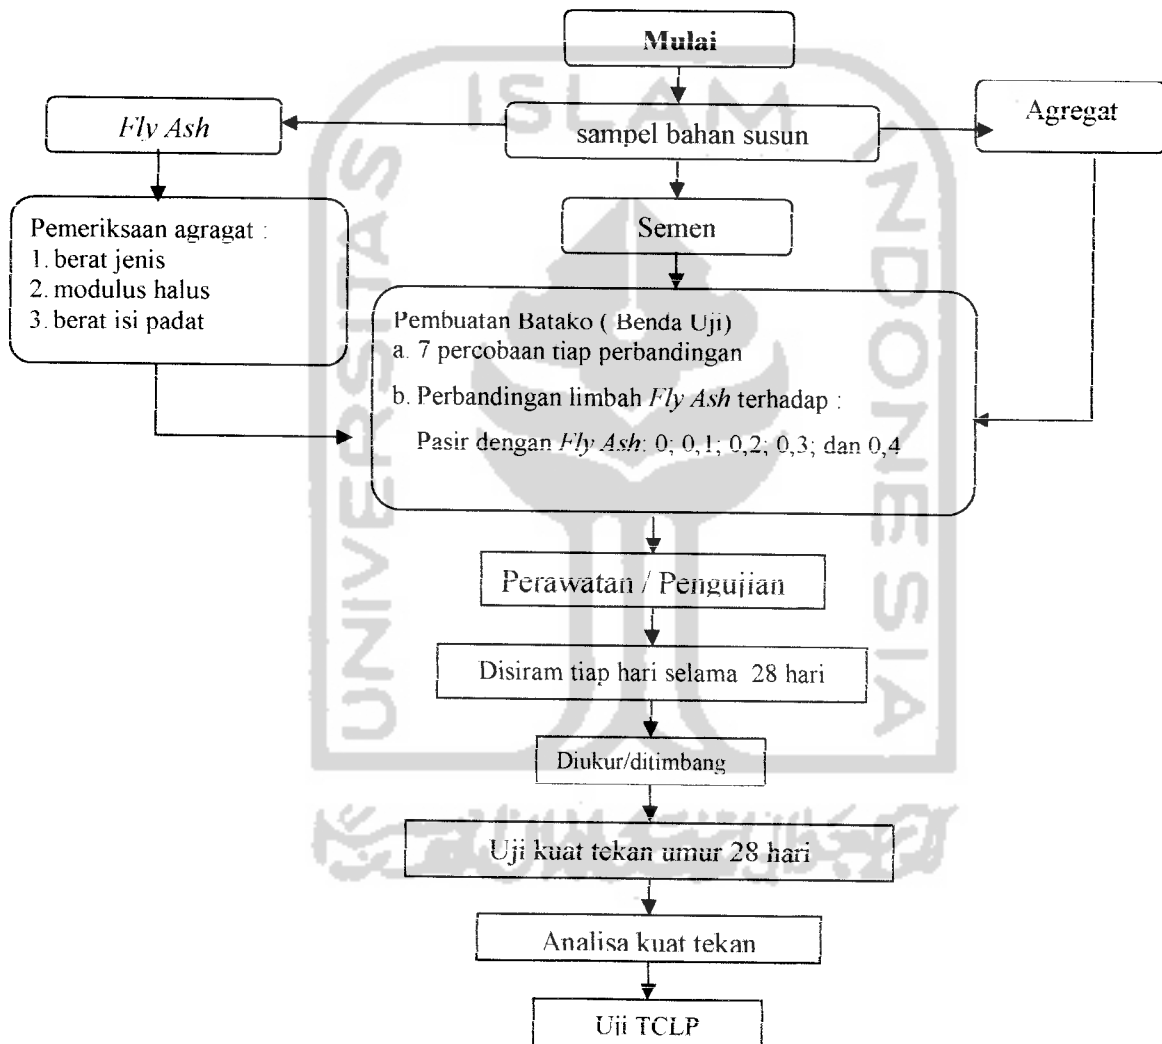 Mulai
sampel bahan susun
Fly Ash
Agregat
Pemeriksaan agragat :
1. berat jenis
2. modulus halus
3. berat isi padat
Semen
Pembuatan Batako ( Benda Uji)
a. 7 percobaan tiap perbandingan
b. Perbandingan limbah Fly Ash terhadap :
Pasir dengan Fly Ash: 0; 0,1; 0,2; 0,3; dan 0,4
Perawatan / Pengujian
Disiram tiap hari selama 28 hari
Diukur/ditimbang
Uji kuat tekan umur 28 hari
Analisa kuat tekan
Uji TCLP
UNIVERSITAS
ISLAM
INDONESIA